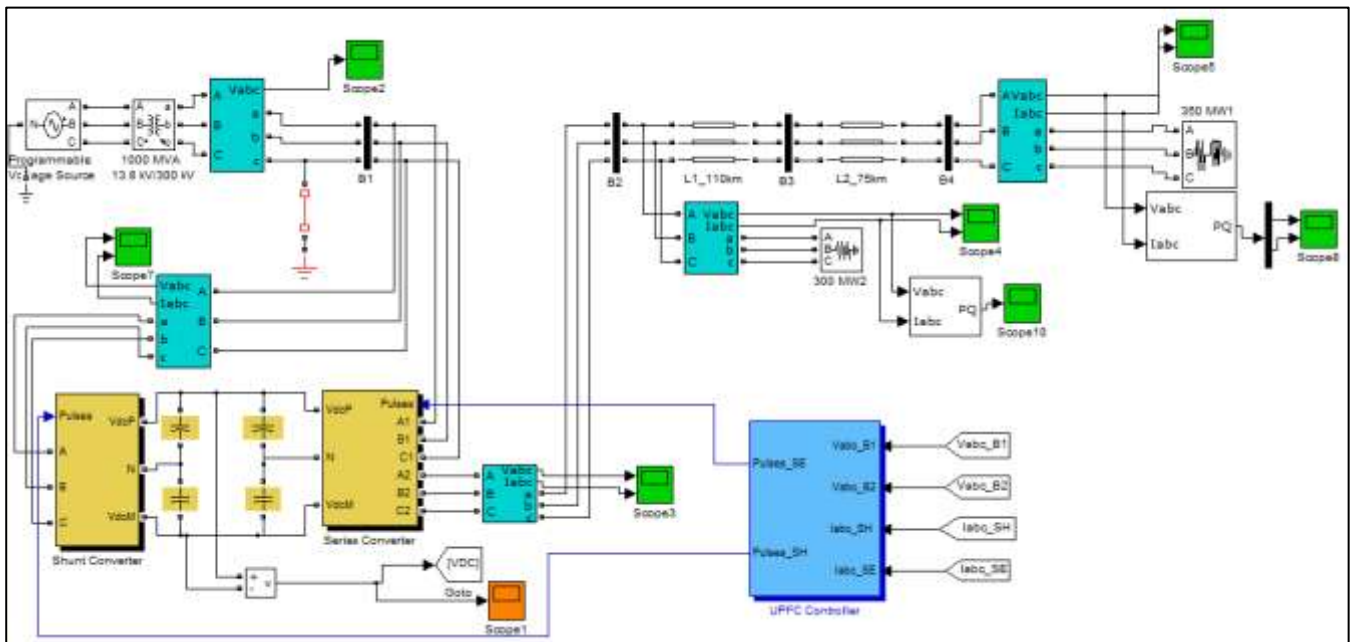 Scope2
Scope5
Vabc
A
B
C
a
b
c
N
A
B
C
A
B
C
a
b
c
Programmable
Voltage Source
1000 MVA
13.8 kV/300 kV
B1
B2
L1_110km
B3
L2_75km
B4
A
B
C
Vabc
Iabc
a
b
c
350 MW1
A
B
C
Vabc
Iabc
PQ
Scope8
A
B
C
Vabc
Iabc
a
b
c
A
B
C
300 MW2
Scope4
Vabc
Iabc
PQ
Scope10
Scope7
Vabc
Iabc
a
b
c
A
B
C
Pulses
A
B
C
VdcP
N
VdcM
Shunt Converter
VdcP
N
VdcM
Pulses
A1
B1
C1
A2
B2
C2
Series Converter
A
B
C
Vabc
Iabc
a
b
c
Scope3
+
-
v
[VDC]
Goto
Scope1
Pulses_SE
Pulses_SH
Vabc_B1
Vabc_B2
Iabc_SH
Iabc_SE
UPFC Controller
Vabc_B1
Vabc_B2
Iabc_SH
Iabc_SE